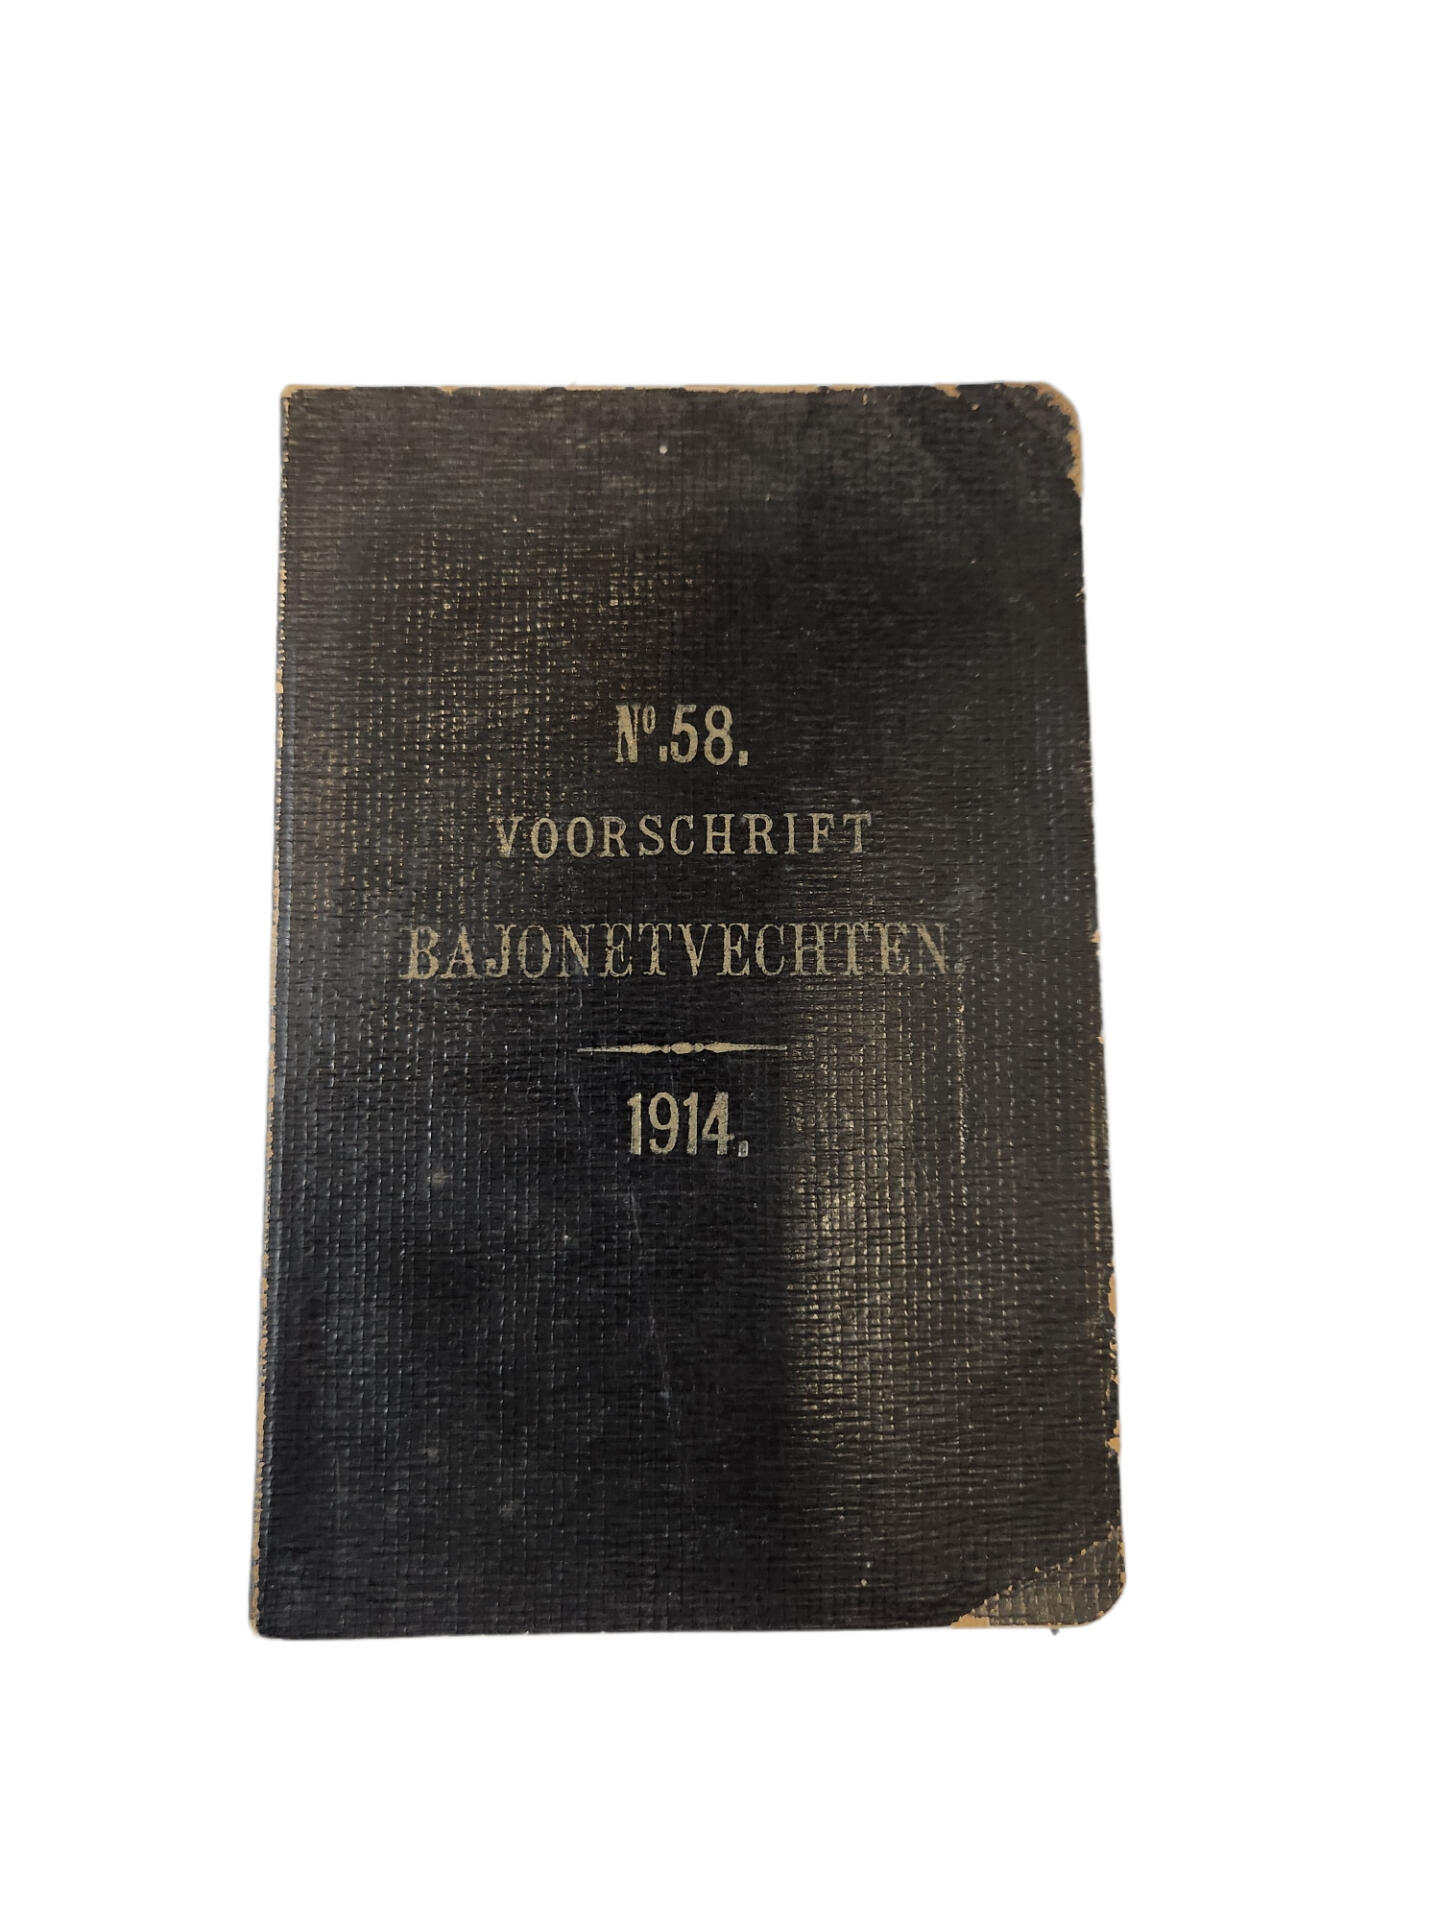 Nº.58.
VOORSCHRIFT
BAJONETVECHTEN.
1914.